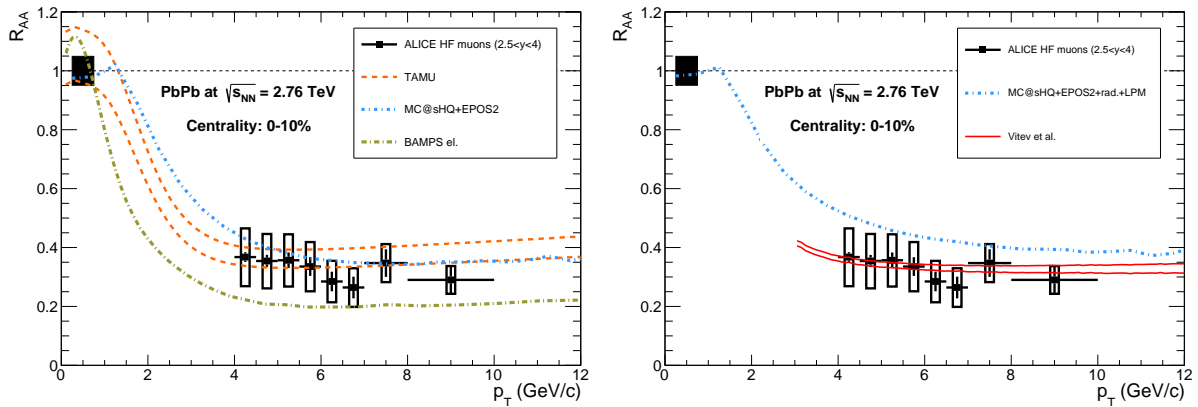 R_AA
1.2
1
0.8
0.6
0.4
0.2
0
0 2 4 6 8 10 12
p_T (GeV/c)
ALICE HF muons (2.5<y<4)
TAMU
MC@sHQ+EPOS2
BAMPS el.
PbPb at √s_NN = 2.76 TeV
Centrality: 0-10%
R_AA
1.2
1
0.8
0.6
0.4
0.2
0
0 2 4 6 8 10 12
p_T (GeV/c)
ALICE HF muons (2.5<y<4)
MC@sHQ+EPOS2+rad.+LPM
Vitev et al.
PbPb at √s_NN = 2.76 TeV
Centrality: 0-10%